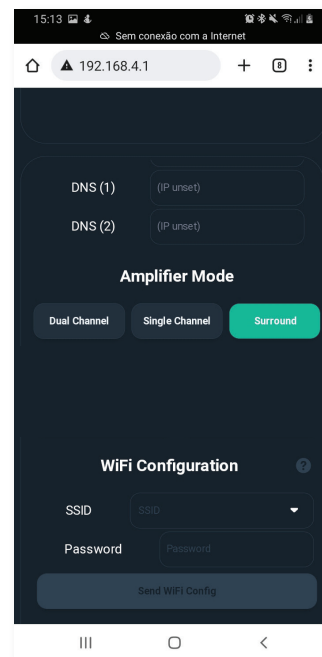 15:13
Sem conexão com a Internet
192.168.4.1
8
DNS (1) (IP unset)
DNS (2) (IP unset)
Amplifier Mode
Dual Channel Single Channel Surround
WiFi Configuration ?
SSID SSID
Password Password
Send WiFi Config